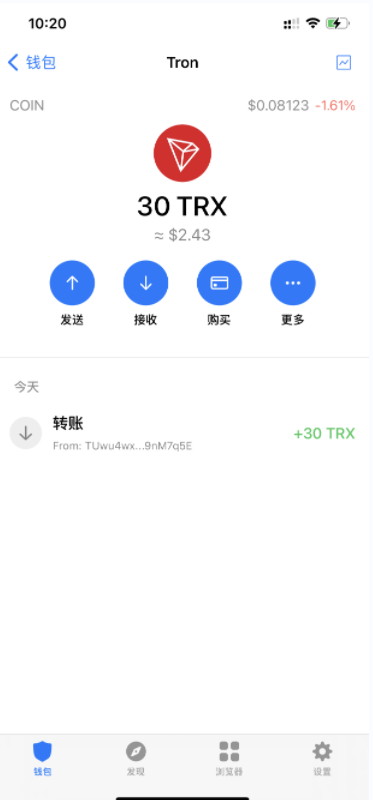 10:20
钱包
Tron
COIN
$0.08123 -1.61%
30 TRX
≈ $2.43
发送
接收
购买
更多
今天
转账
From: TUwu4wx...9nM7q5E
+30 TRX
钱包
发现
浏览器
设置